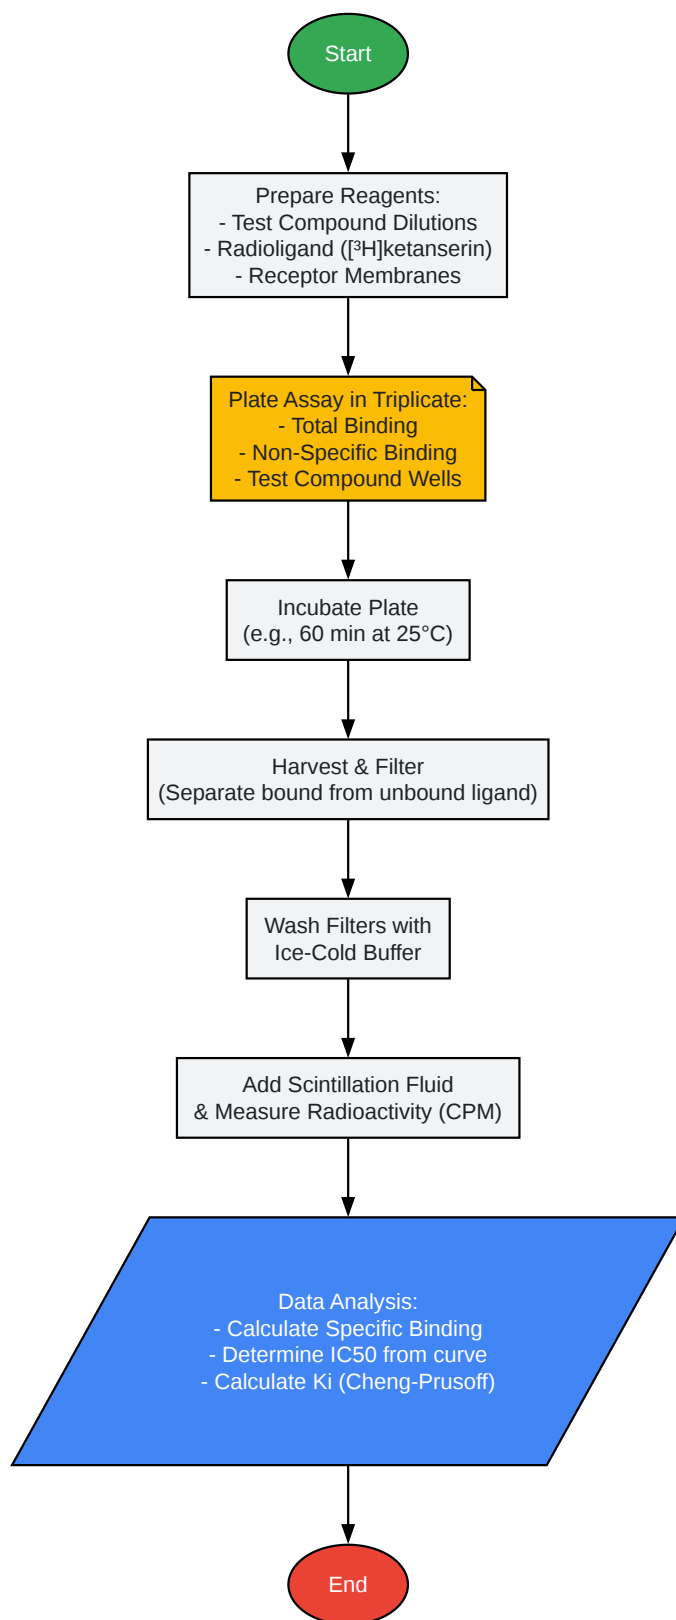 Start
Prepare Reagents:
- Test Compound Dilutions
- Radioligand ([³H]ketanserin)
- Receptor Membranes
Plate Assay in Triplicate:
- Total Binding
- Non-Specific Binding
- Test Compound Wells
Incubate Plate
(e.g., 60 min at 25°C)
Harvest & Filter
(Separate bound from unbound ligand)
Wash Filters with
Ice-Cold Buffer
Add Scintillation Fluid
& Measure Radioactivity (CPM)
Data Analysis:
- Calculate Specific Binding
- Determine IC50 from curve
- Calculate Ki (Cheng-Prusoff)
End